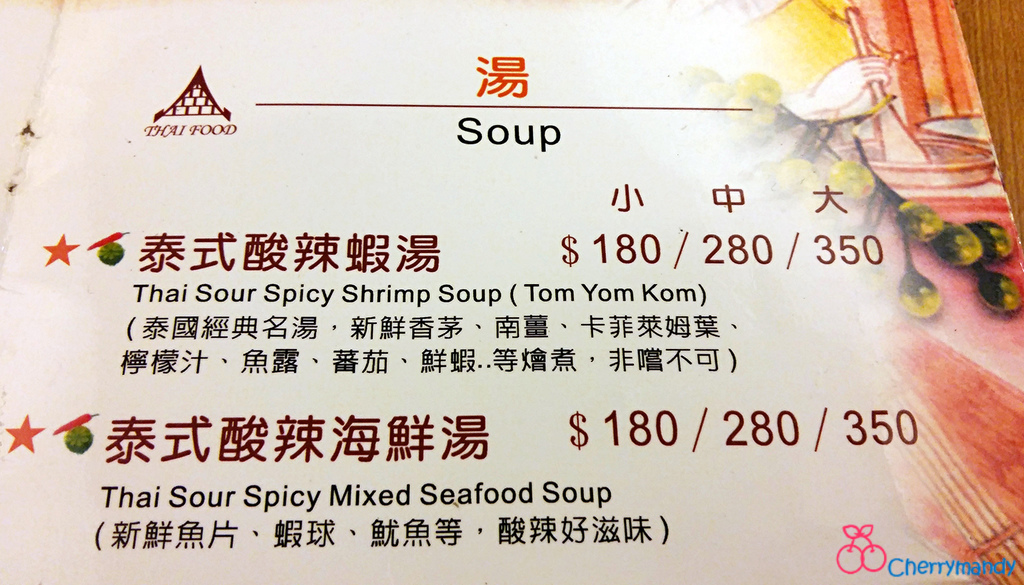 湯
THAI FOOD
Soup
小 中 大
泰式酸辣蝦湯 $ 180 / 280 / 350
Thai Sour Spicy Shrimp Soup ( Tom Yom Kom)
(泰國經典名湯，新鮮香茅、南薑、卡菲萊姆葉、
檸檬汁、魚露、蕃茄、鮮蝦..等燴煮，非嚐不可)
泰式酸辣海鮮湯 $ 180 / 280 / 350
Thai Sour Spicy Mixed Seafood Soup
(新鮮魚片、蝦球、魷魚等，酸辣好滋味)
Cherrymandy